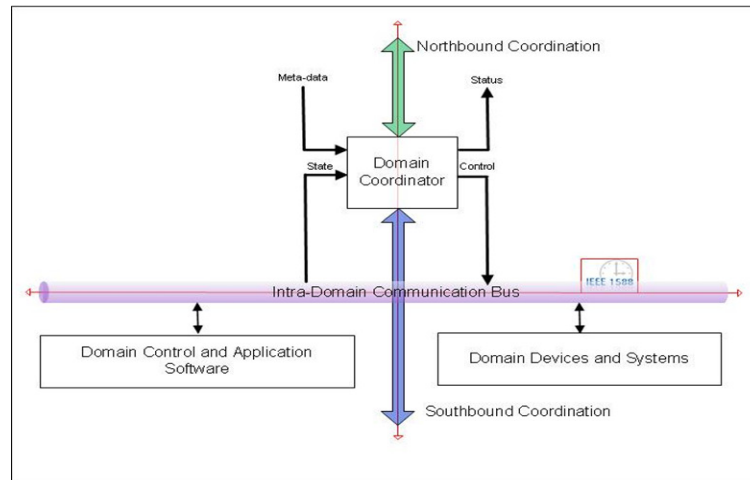 Northbound Coordination
Meta-data
Status
Domain
Coordinator
State
Control
IEEE 1588
Intra-Domain Communication Bus
Domain Control and Application
Software
Domain Devices and Systems
Southbound Coordination